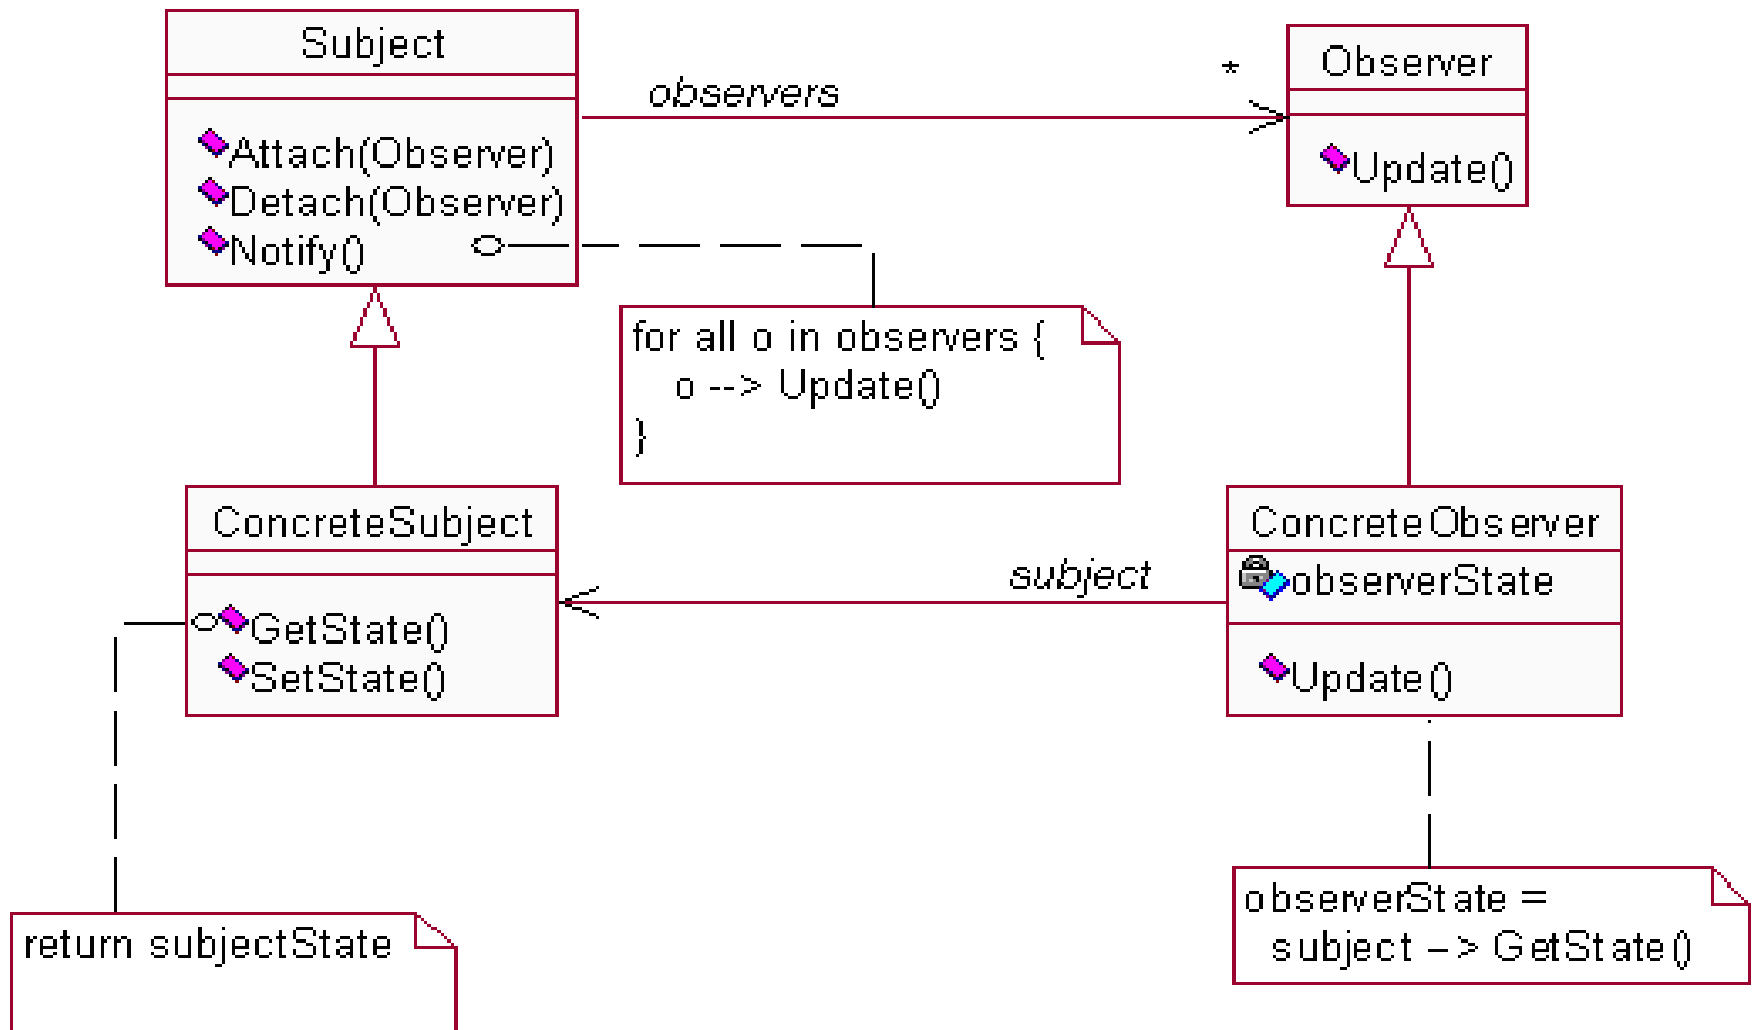 Subject
Attach(Observer)
Detach(Observer)
Notify()
observers
*
Observer
Update()
for all o in observers {
o --> Update()
}
ConcreteSubject
GetState()
SetState()
subject
ConcreteObserver
observerState
Update()
return subjectState
observerState =
subject -> GetState()